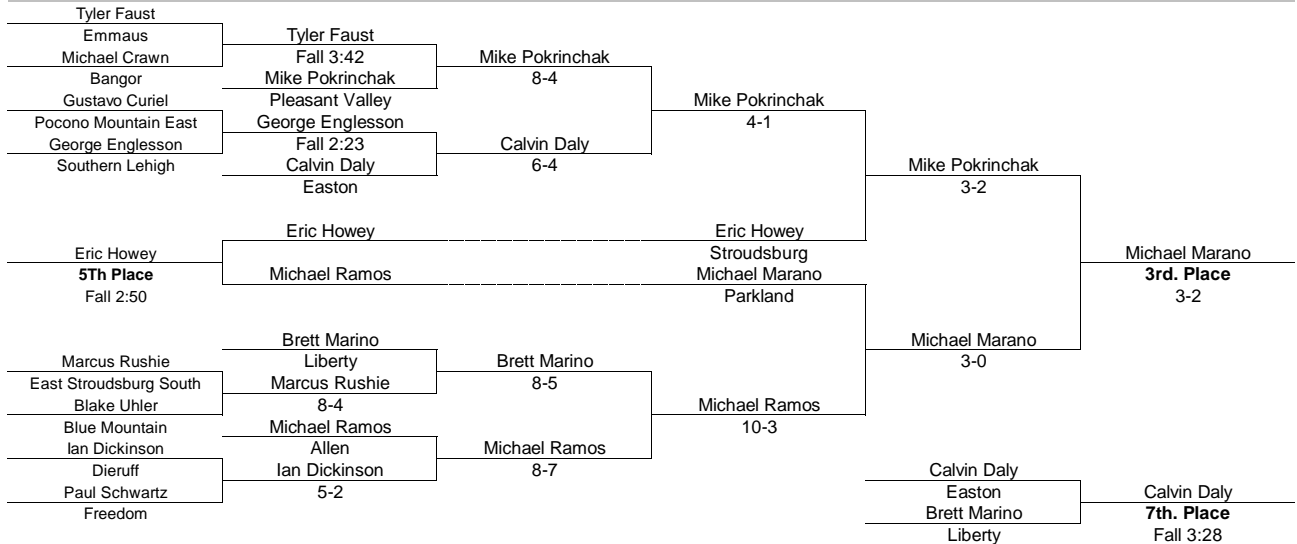 Tyler Faust
Emmaus
Michael Crawn
Bangor
Gustavo Curiel
Pocono Mountain East
George Englesson
Southern Lehigh
Tyler Faust
Fall 3:42
Mike Pokrinchak
Pleasant Valley
George Englesson
Fall 2:23
Calvin Daly
Easton
Mike Pokrinchak
8-4
Calvin Daly
6-4
Mike Pokrinchak
4-1
Mike Pokrinchak
3-2
Eric Howey
5Th Place
Fall 2:50
Eric Howey
Michael Ramos
Eric Howey
Stroudsburg
Michael Marano
Parkland
Michael Marano
3rd. Place
3-2
Marcus Rushie
East Stroudsburg South
Blake Uhler
Blue Mountain
Ian Dickinson
Dieruff
Paul Schwartz
Freedom
Brett Marino
Liberty
Marcus Rushie
8-4
Michael Ramos
Allen
Ian Dickinson
5-2
Brett Marino
8-5
Michael Ramos
8-7
Michael Ramos
10-3
Michael Marano
3-0
Calvin Daly
Easton
Brett Marino
Liberty
Calvin Daly
7th. Place
Fall 3:28